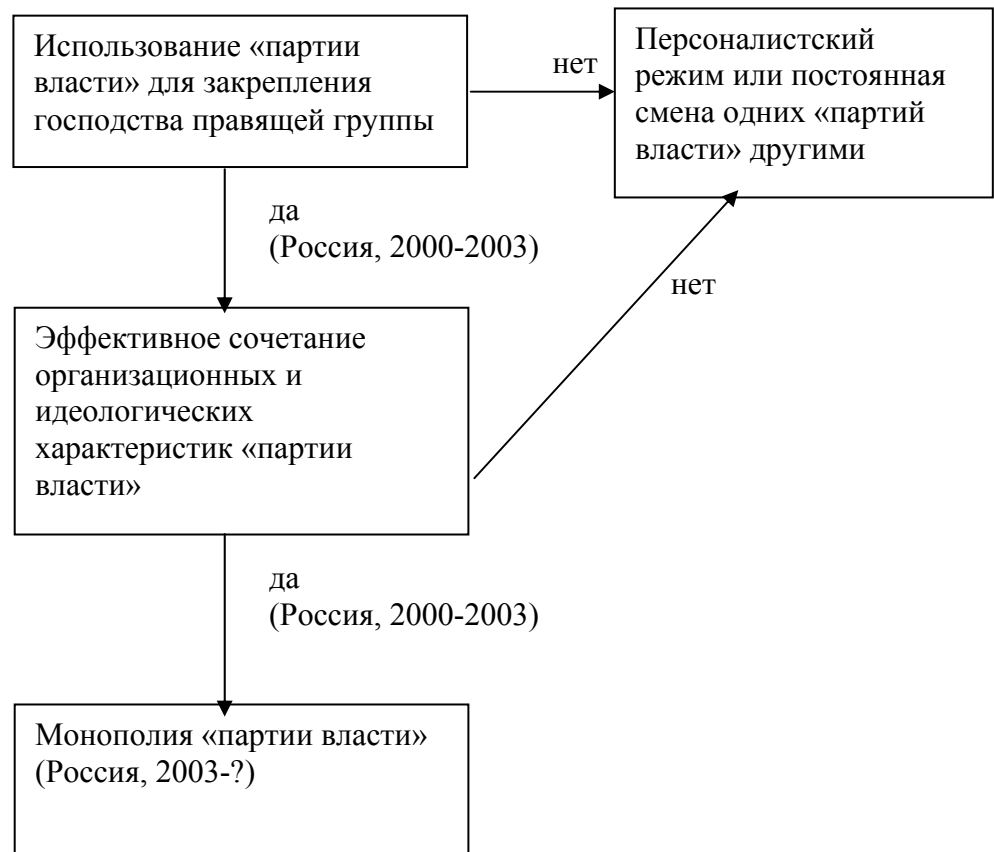 Использование «партии
власти» для закрепления
господства правящей группы
нет
Персоналистский
режим или постоянная
смена одних «партий
власти» другими
да
(Россия, 2000-2003)
нет
Эффективное сочетание
организационных и
идеологических
характеристик «партии
власти»
да
(Россия, 2000-2003)
Монополия «партии власти»
(Россия, 2003-?)